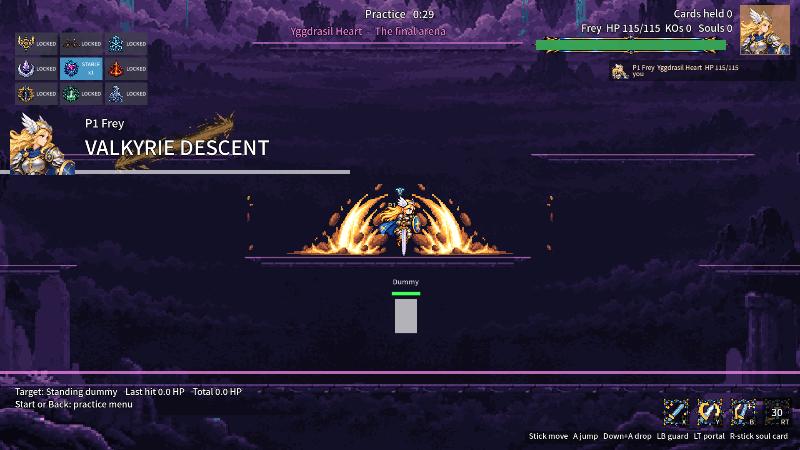 Practice 0:29
Yggdrasil Heart The final arena
Cards held 0
Frey HP 115/115 KOs 0 Souls 0
P1 Frey Yggdrasil Heart HP 115/115
you
LOCKED LOCKED LOCKED
LOCKED STABLE x1 LOCKED
LOCKED LOCKED LOCKED
P1 Frey
VALKYRIE DESCENT
Dummy
Target: Standing dummy Last hit 0.0 HP Total 0.0 HP
Start or Back: practice menu
X Y B 30 RT
Stick move A jump Down+A drop LB guard LT portal R-stick soul card